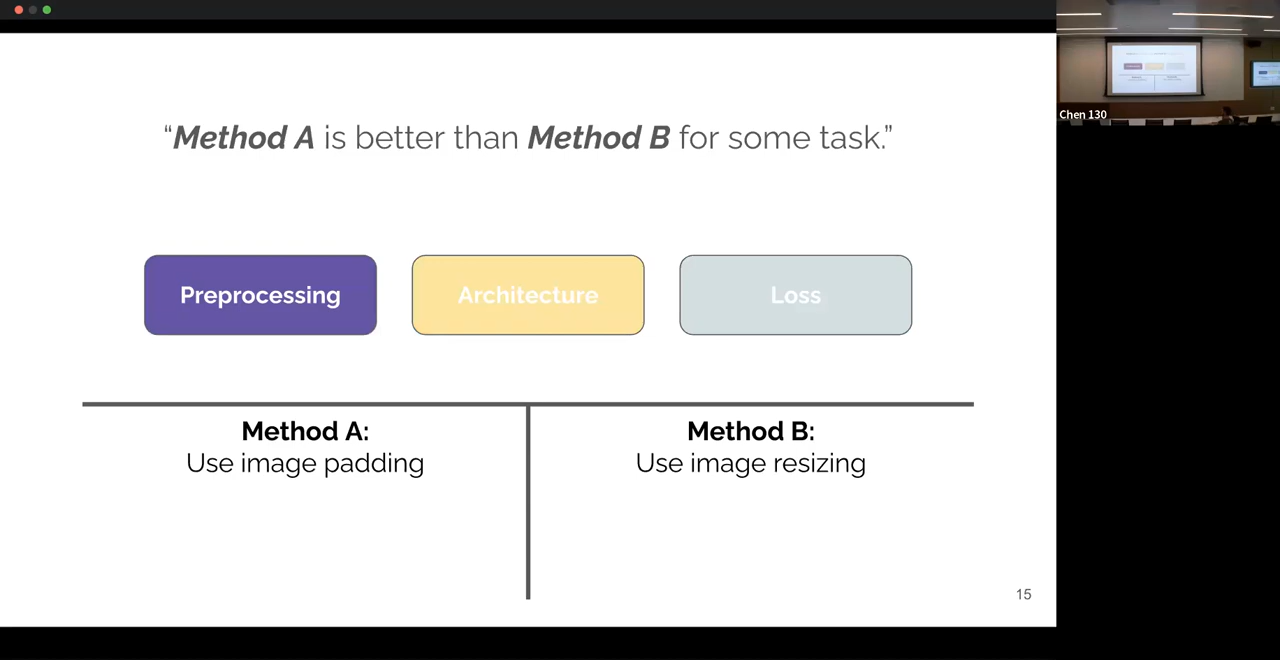 “Method A is better than Method B for some task.”
Preprocessing
Architecture
Loss
Method A:
Use image padding
Method B:
Use image resizing
15
Chen 130